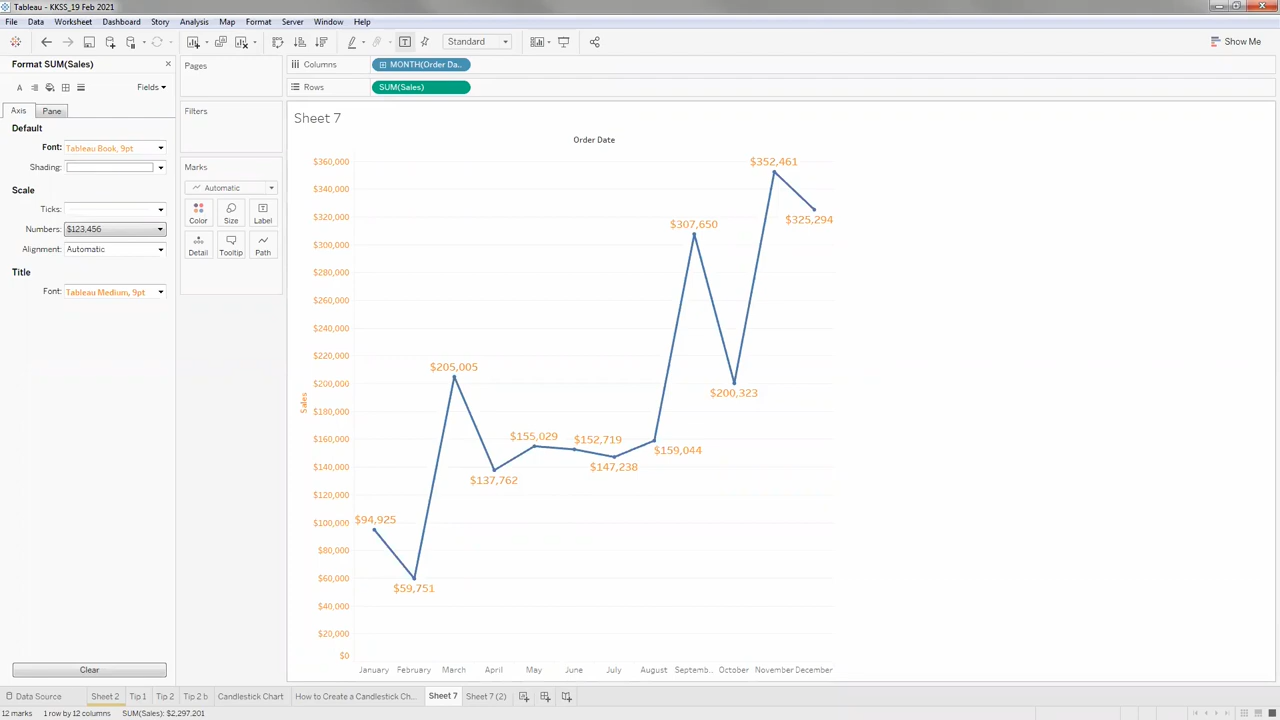 Tableau - KKSS_19 Feb 2021
File Data Worksheet Dashboard Story Analysis Map Format Server Window Help
Standard
Show Me
Format SUM(Sales)
Fields
Axis Pane
Default
Font: Tableau Book, 9pt
Shading:
Scale
Ticks:
Numbers: $123,456
Alignment: Automatic
Title
Font: Tableau Medium, 9pt
Clear
Pages
Filters
Marks
Automatic
Color Size Label
Detail Tooltip Path
Columns MONTH(Order Da..
Rows SUM(Sales)
Sheet 7
Order Date
Sales
$360,000
$340,000
$320,000
$300,000
$280,000
$260,000
$240,000
$220,000
$200,000
$180,000
$160,000
$140,000
$120,000
$100,000
$80,000
$60,000
$40,000
$20,000
$0
$94,925
$59,751
$205,005
$137,762
$155,029
$152,719
$147,238
$159,044
$307,650
$200,323
$352,461
$325,294
January February March April May June July August Septemb.. October November December
Data Source Sheet 2 Tip 1 Tip 2 Tip 2 b Candlestick Chart How to Create a Candlestick Ch... Sheet 7 Sheet 7 (2)
12 marks 1 row by 12 columns SUM(Sales): $2,297,201